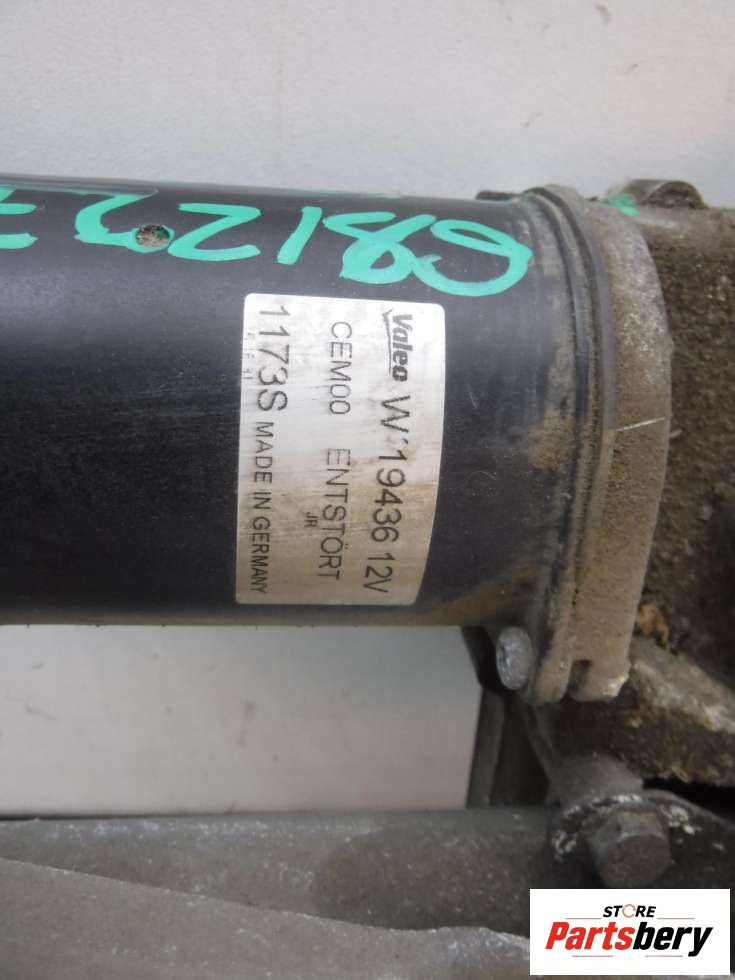 Valeo W 19436 12V
CEM00 ENTSTÖRT
JR
1173S MADE IN GERMANY
STORE
Partsbery